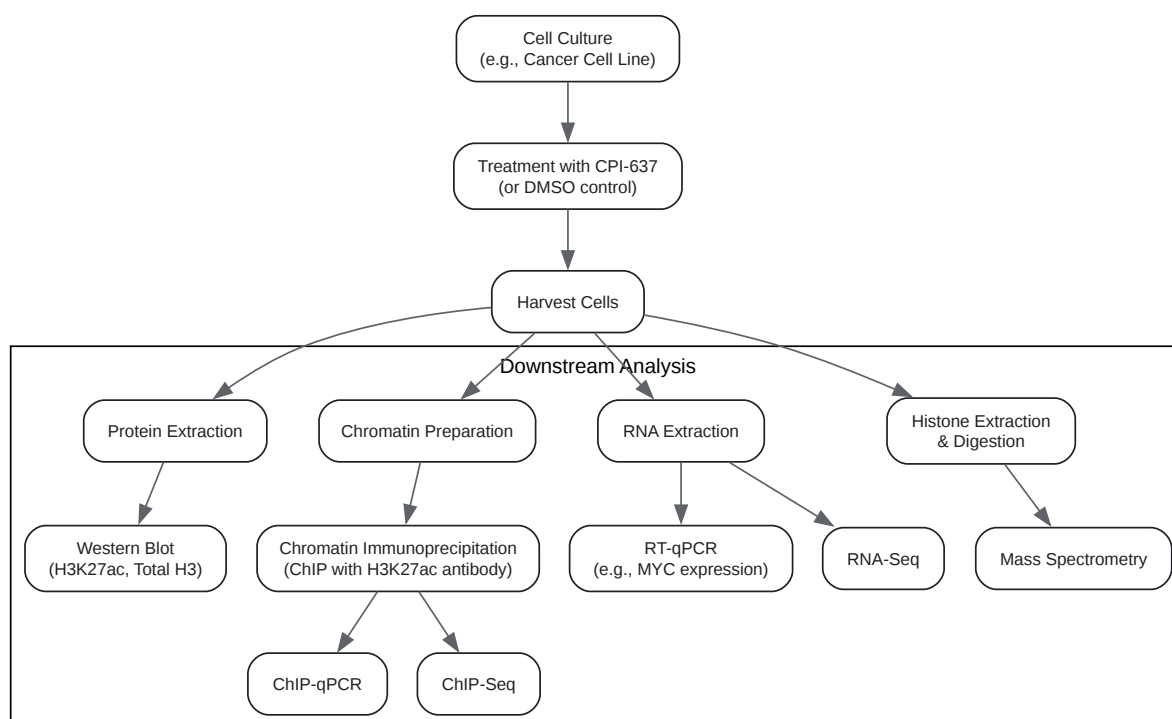 Cell Culture
(e.g., Cancer Cell Line)
Treatment with CPI-637
(or DMSO control)
Harvest Cells
Downstream Analysis
Protein Extraction
Chromatin Preparation
RNA Extraction
Histone Extraction
& Digestion
Western Blot
(H3K27ac, Total H3)
Chromatin Immunoprecipitation
(ChIP with H3K27ac antibody)
RT-qPCR
(e.g., MYC expression)
RNA-Seq
Mass Spectrometry
ChIP-qPCR
ChIP-Seq